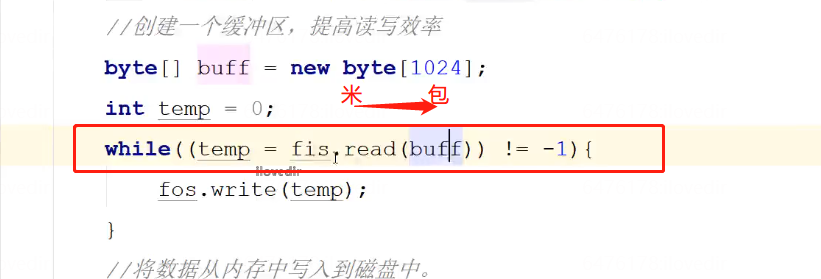 //创建一个缓冲区，提高读写效率
byte[] buff = new byte[1024];
米 包
int temp = 0;
while((temp = fis.read(buff)) != -1){
ilovedir
fos.write(temp);
}
//将数据从内存中写入到磁盘中。